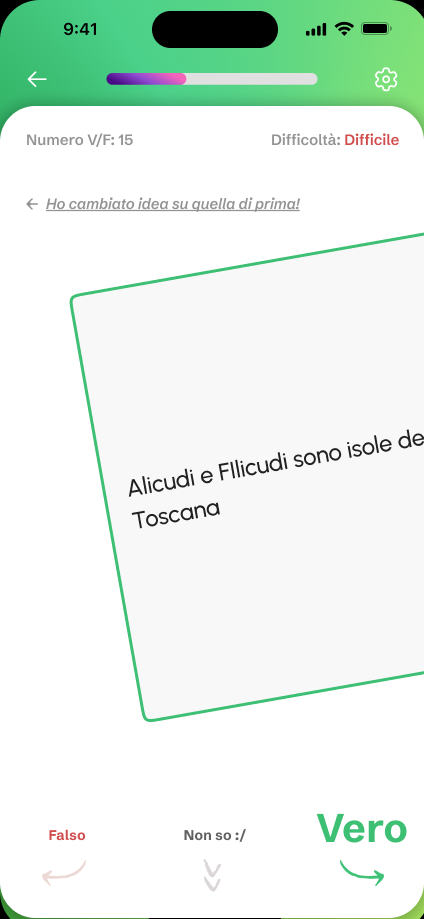 9:41
Numero V/F: 15
Difficoltà: Difficile
Ho cambiato idea su quella di prima!
Alicudi e FIlicudi sono isole de
Toscana
Falso
Non so :/
Vero